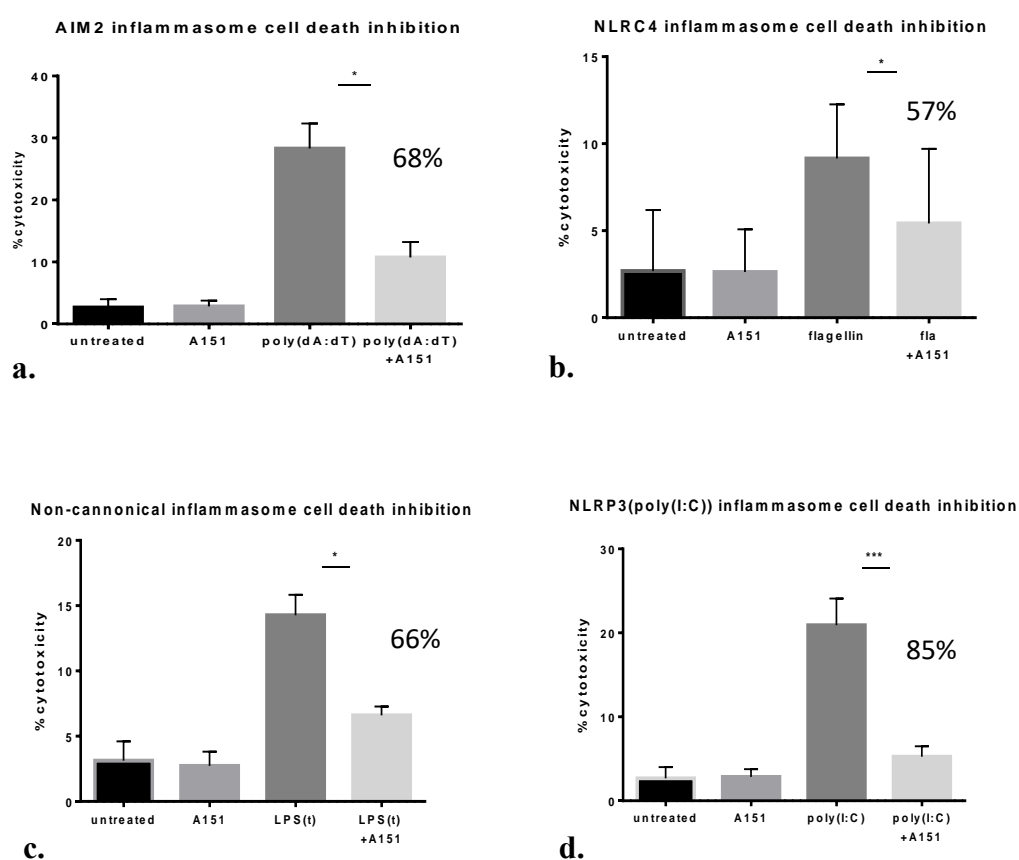 AIM2 inflammasome cell death inhibition
%cytotoxicity
40
30
20
10
0
*
68%
untreated A151 poly(dA:dT) poly(dA:dT)
+A151
a.
NLRC4 inflammasome cell death inhibition
%cytotoxicity
15
10
5
0
*
57%
untreated A151 flagellin fla
+A151
b.
Non-cannonical inflammasome cell death inhibition
%cytotoxicity
20
15
10
5
0
*
66%
untreated A151 LPS(t) LPS(t)
+A151
c.
NLRP3(poly(I:C)) inflammasome cell death inhibition
%cytotoxicity
30
20
10
0
***
85%
untreated A151 poly(I:C) poly(I:C)
+A151
d.